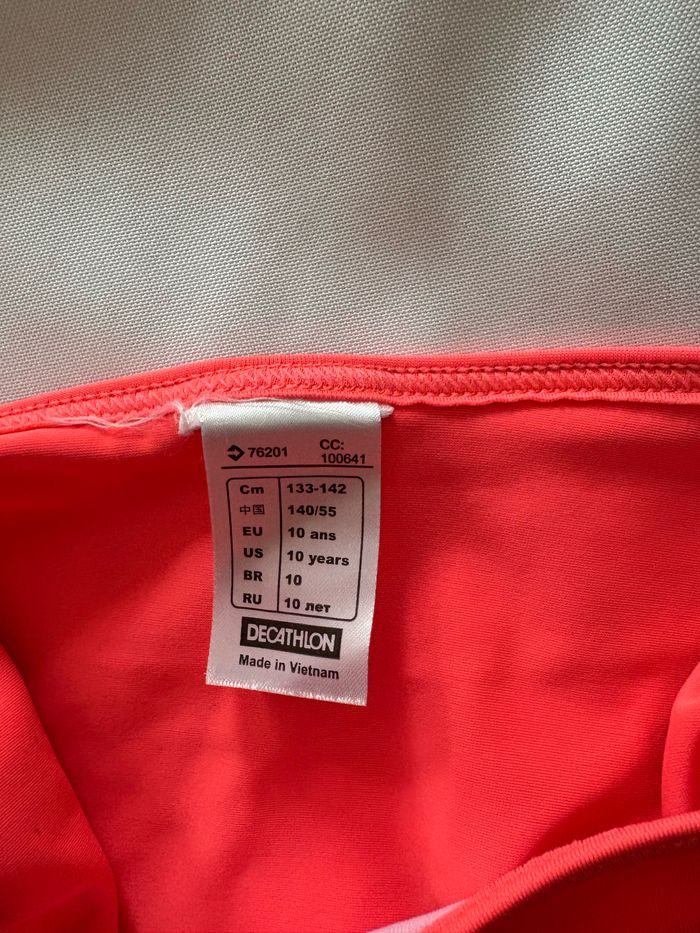 76201 CC:
100641
Cm 133-142
中国 140/55
EU 10 ans
US 10 years
BR 10
RU 10 лет
DECATHLON
Made in Vietnam